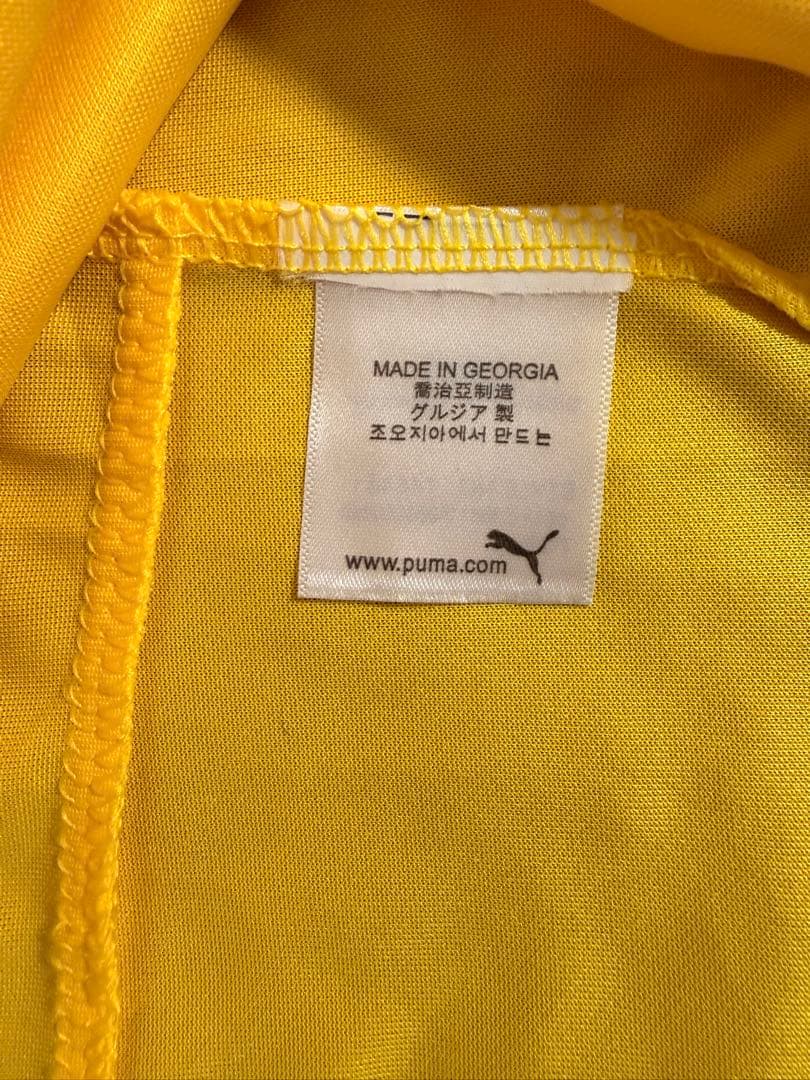 MADE IN GEORGIA
喬治亞制造
グルジア 製
조오지아에서 만드는
www.puma.com